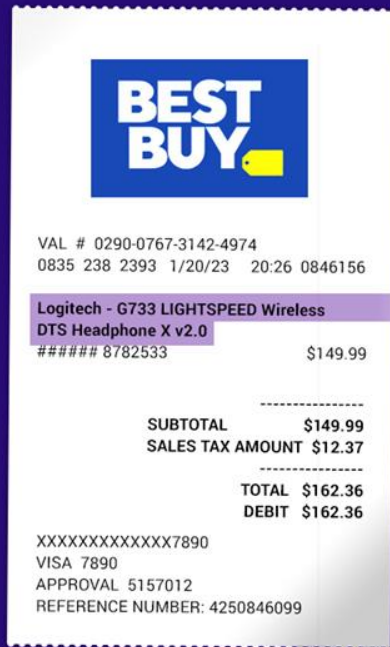 BEST
BUY
VAL # 0290-0767-3142-4974
0835 238 2393 1/20/23 20:26 0846156
Logitech - G733 LIGHTSPEED Wireless
DTS Headphone X v2.0
###### 8782533 $149.99
---------------
SUBTOTAL $149.99
SALES TAX AMOUNT $12.37
---------------
TOTAL $162.36
DEBIT $162.36
XXXXXXXXXXXXX7890
VISA 7890
APPROVAL 5157012
REFERENCE NUMBER: 4250846099